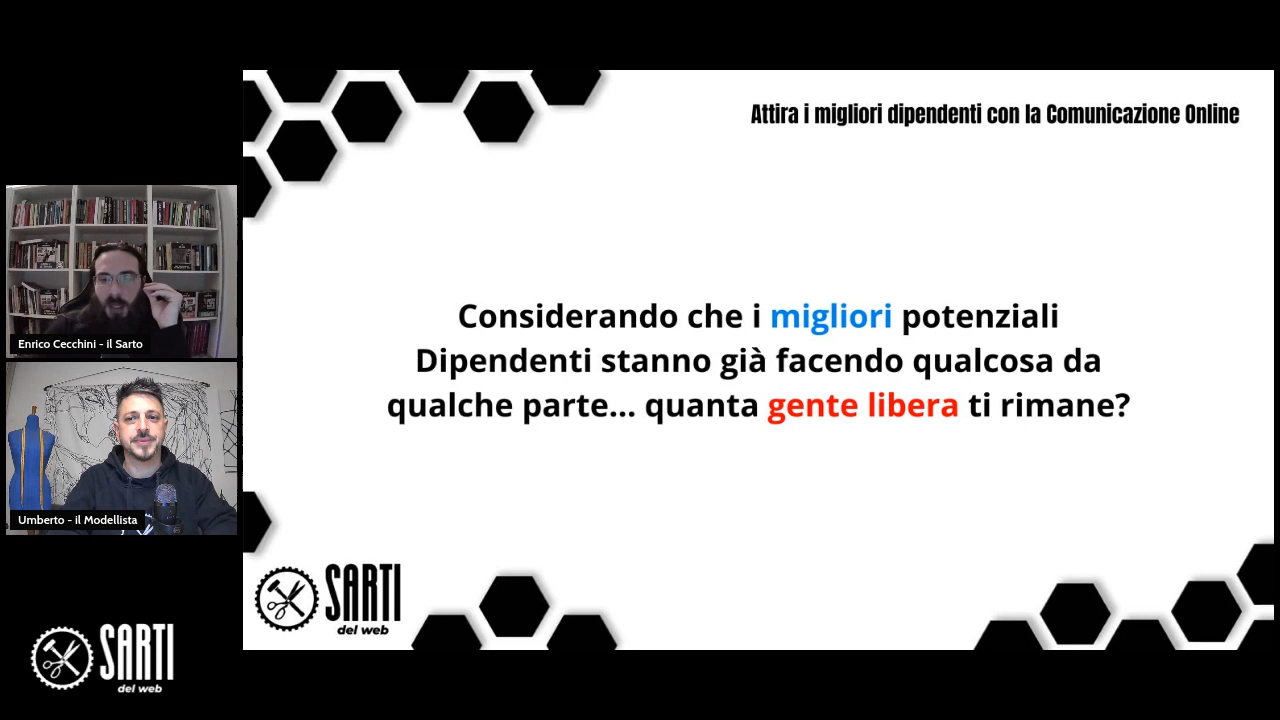 Attira i migliori dipendenti con la Comunicazione Online
Considerando che i migliori potenziali
Dipendenti stanno già facendo qualcosa da
qualche parte... quanta gente libera ti rimane?
Enrico Cecchini - il Sarto
Umberto - il Modellista
SARTI
del web
SARTI
del web